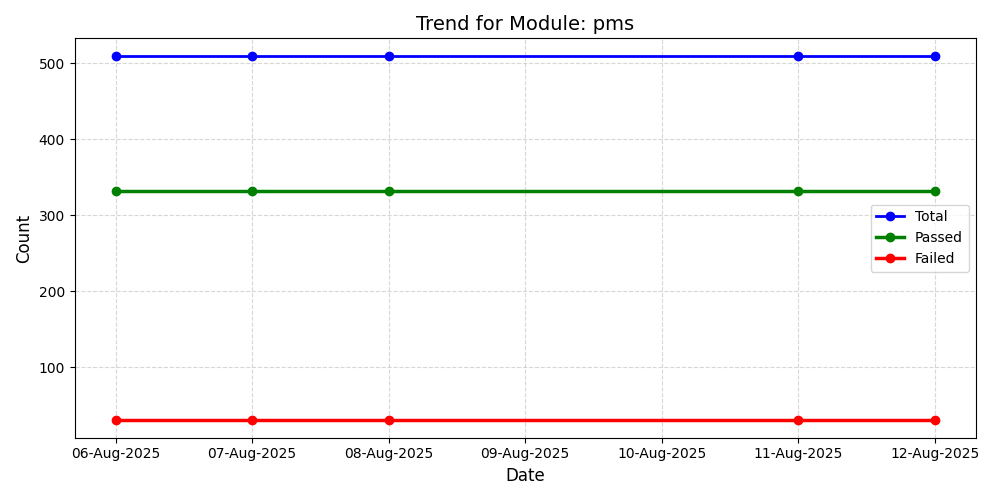 Trend for Module: pms
Count
500
400
300
200
100
Total
Passed
Failed
06-Aug-2025 07-Aug-2025 08-Aug-2025 09-Aug-2025 10-Aug-2025 11-Aug-2025 12-Aug-2025
Date